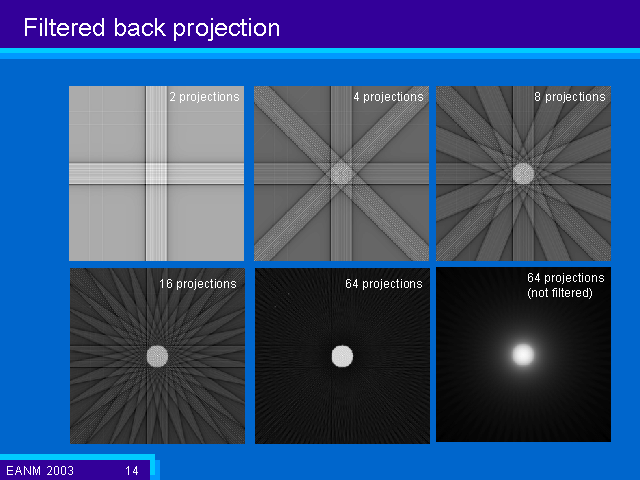 Filtered back projection
2 projections
4 projections
8 projections
16 projections
64 projections
64 projections
(not filtered)
EANM 2003
14